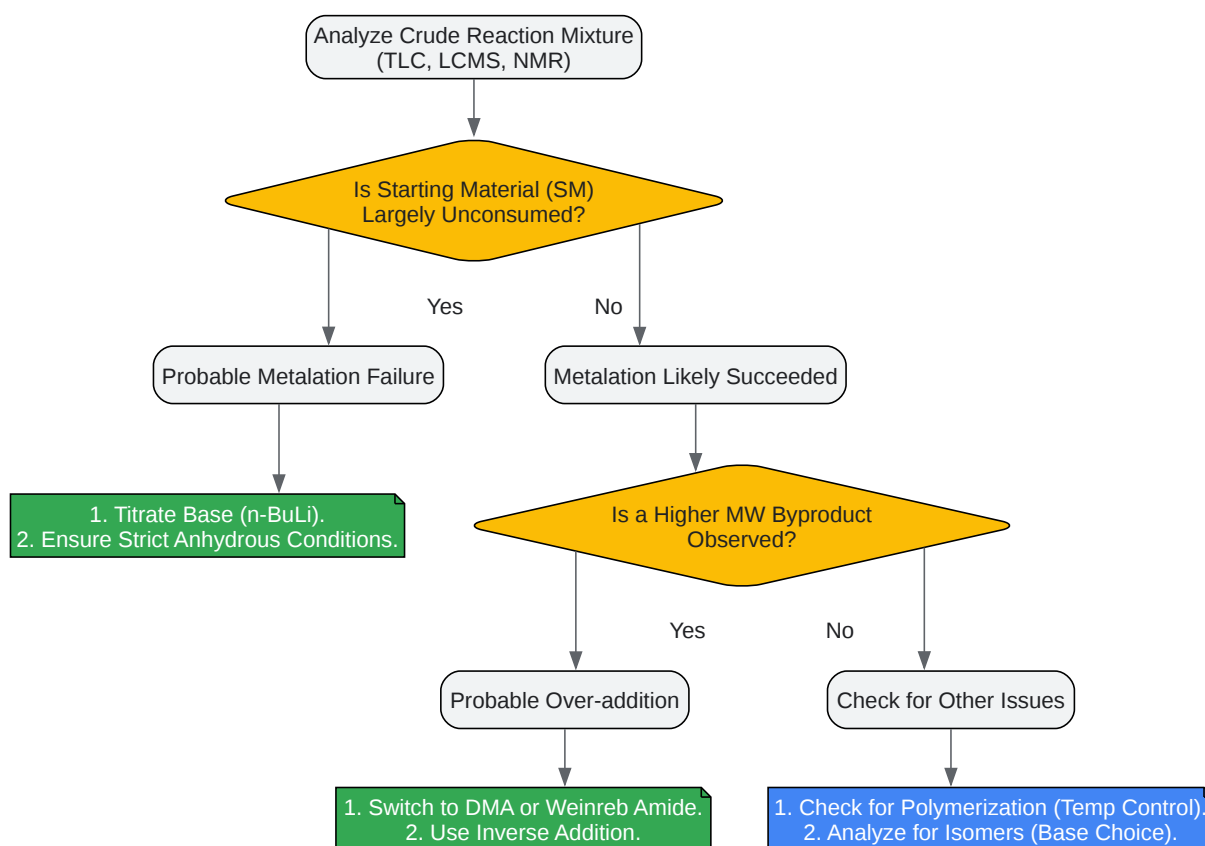 Analyze Crude Reaction Mixture
(TLC, LCMS, NMR)
Is Starting Material (SM)
Largely Unconsumed?
Yes
No
Probable Metalation Failure
Metalation Likely Succeeded
1. Titrate Base (n-BuLi).
2. Ensure Strict Anhydrous Conditions.
Is a Higher MW Byproduct
Observed?
Yes
No
Probable Over-addition
Check for Other Issues
1. Switch to DMA or Weinreb Amide.
2. Use Inverse Addition.
1. Check for Polymerization (Temp Control).
2. Analyze for Isomers (Base Choice).